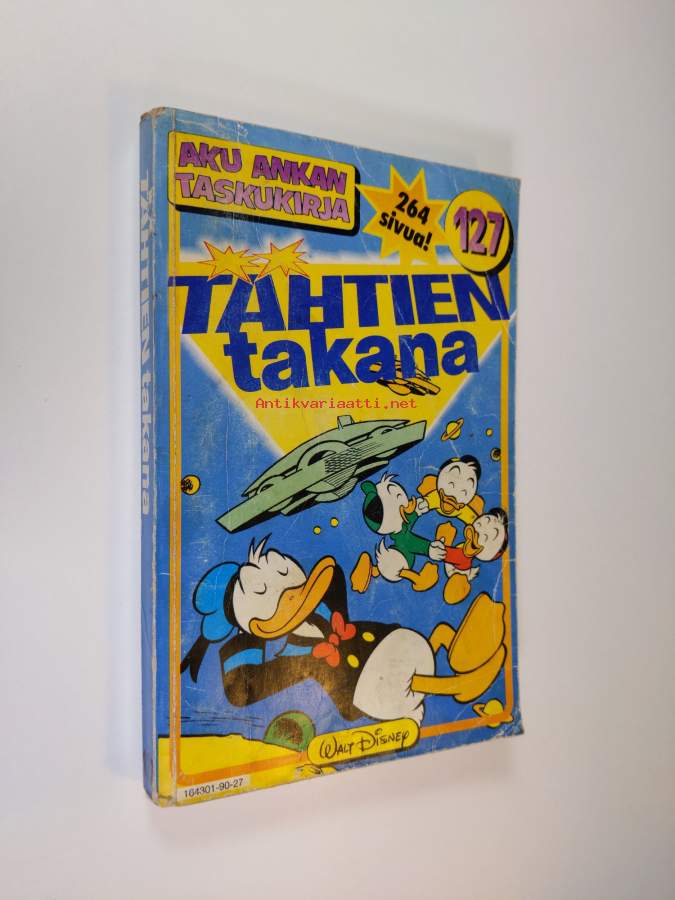 AKU ANKAN
TASKUKIRJA
264
sivua!
127
TÄHTIEN
takana
Antikvariaatti.net
TÄHTIEN takana
WALT DISNEY
164301-90-27